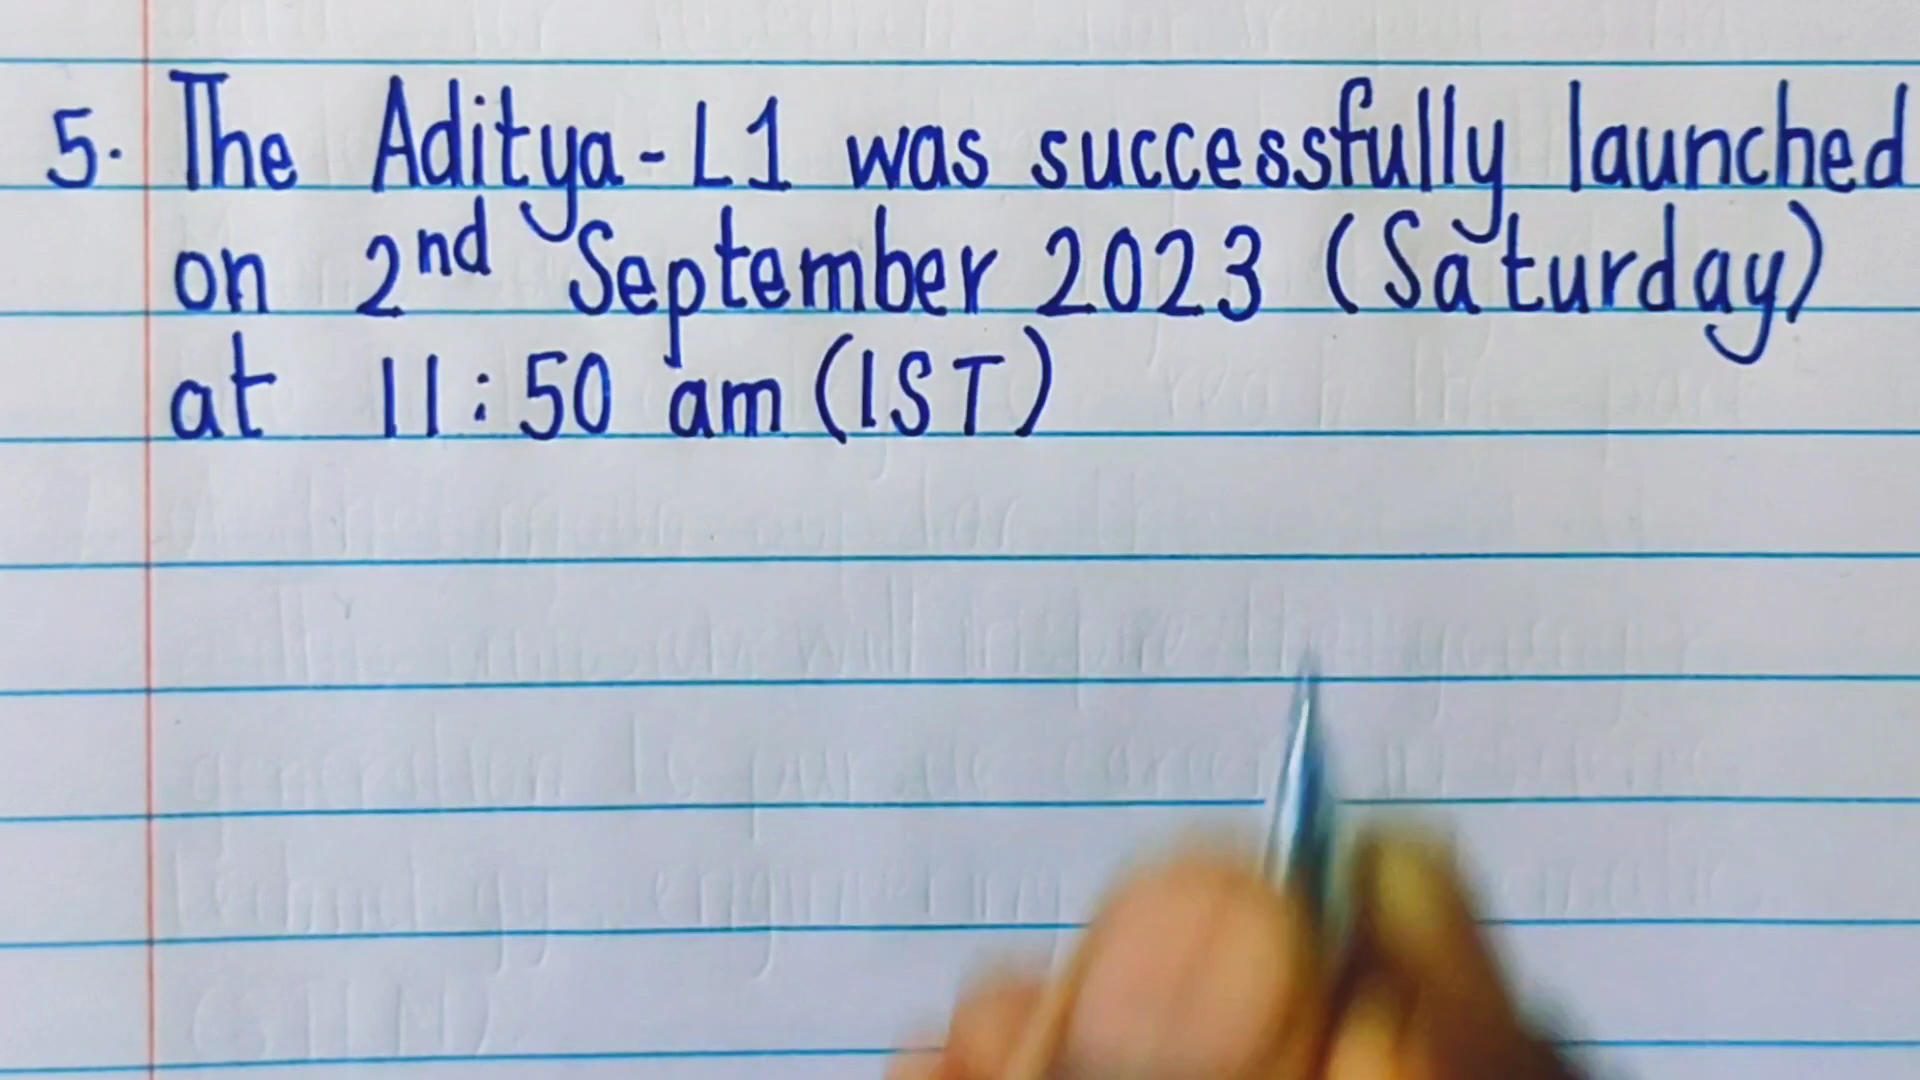 5. The Aditya-L1 was successfully launched
on 2nd September 2023 (Saturday)
at 11:50 am (IST)